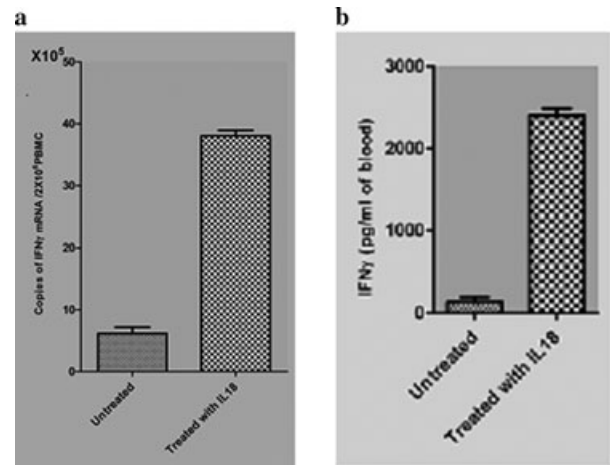 a
X10⁵
50
40
30
20
10
0
Copies of IFNγ mRNA /2X10⁶PBMC
Untreated
Treated with IL18
b
3000
2000
1000
0
IFNγ (pg/ml of blood)
Untreated
Treated with IL18